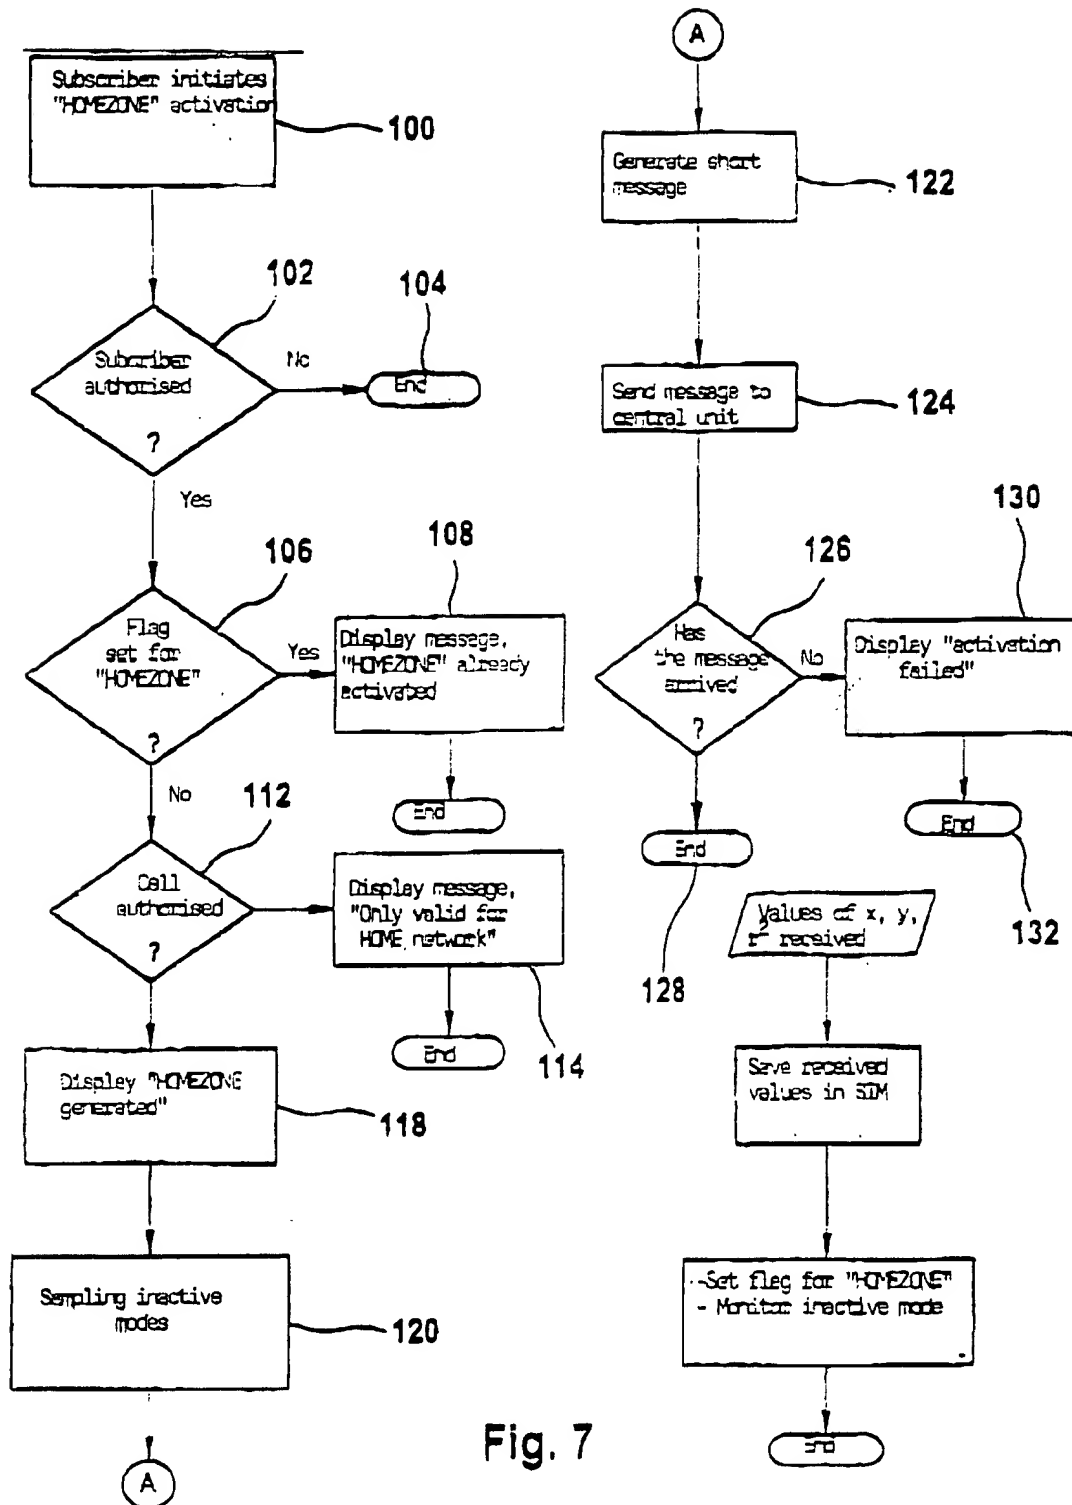 Subscriber initiates
"HOMEZONE" activation
100
102
Subcriber
authorised
?
No
104
End
Yes
106
Flag
set for
"HOMEZONE"
?
Yes
108
Display message,
"HOMEZONE" already
activated
End
No
112
Call
authorised
?
Display message,
"Only valid for
HOME network"
114
End
Display "HOMEZONE
generated"
118
Sampling inactive
modes
120
A
A
Generate short
message
122
Send message to
central unit
124
126
Has
the message
arrived
?
No
130
Display "activation
failed"
End
132
End
128
Values of x, y,
r² received
Save received
values in SIM
-Set flag for "HOMEZONE"
- Monitor inactive mode
End
Fig. 7